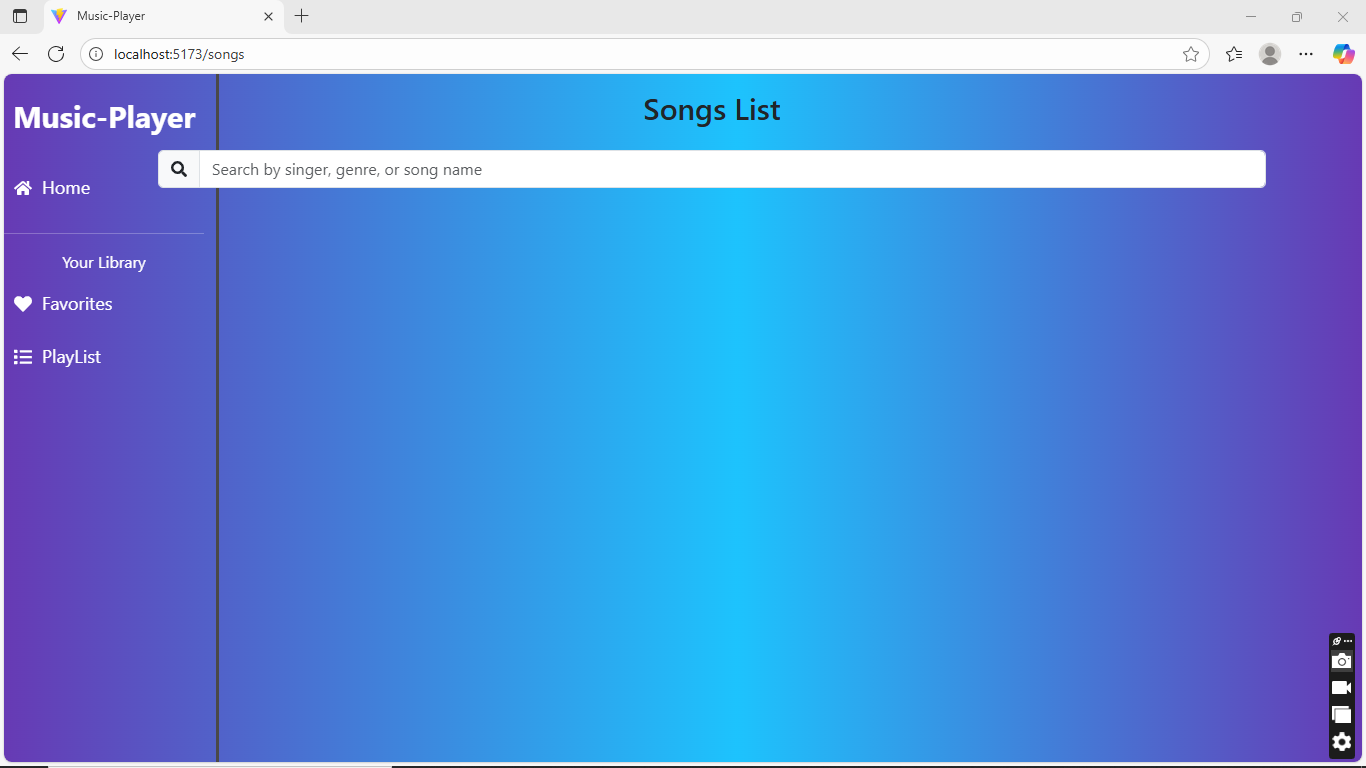 Music-Player
localhost:5173/songs
Music-Player
Songs List
Search by singer, genre, or song name
Home
Your Library
Favorites
PlayList